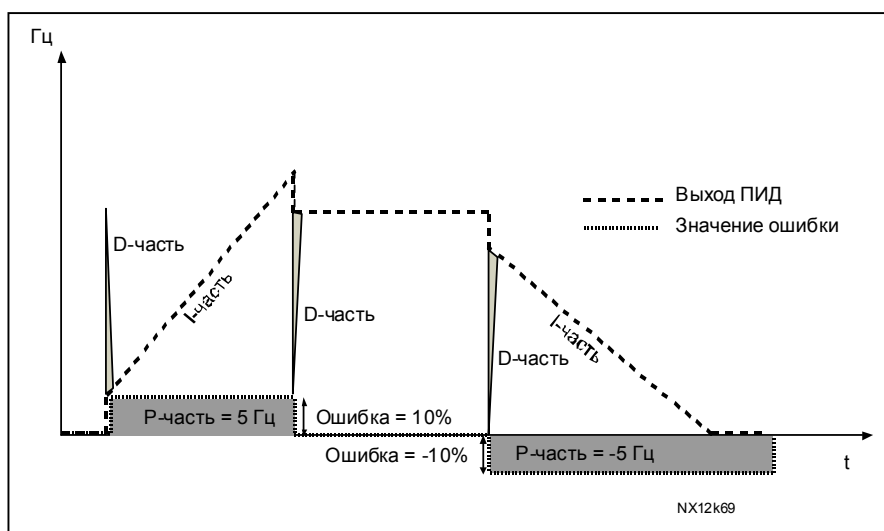 Гц
Выход ПИД
Значение ошибки
D-часть
I-часть
D-часть
I-часть
D-часть
P-часть = 5 Гц
Ошибка = 10%
Ошибка = -10%
P-часть = -5 Гц
t
NX12k69